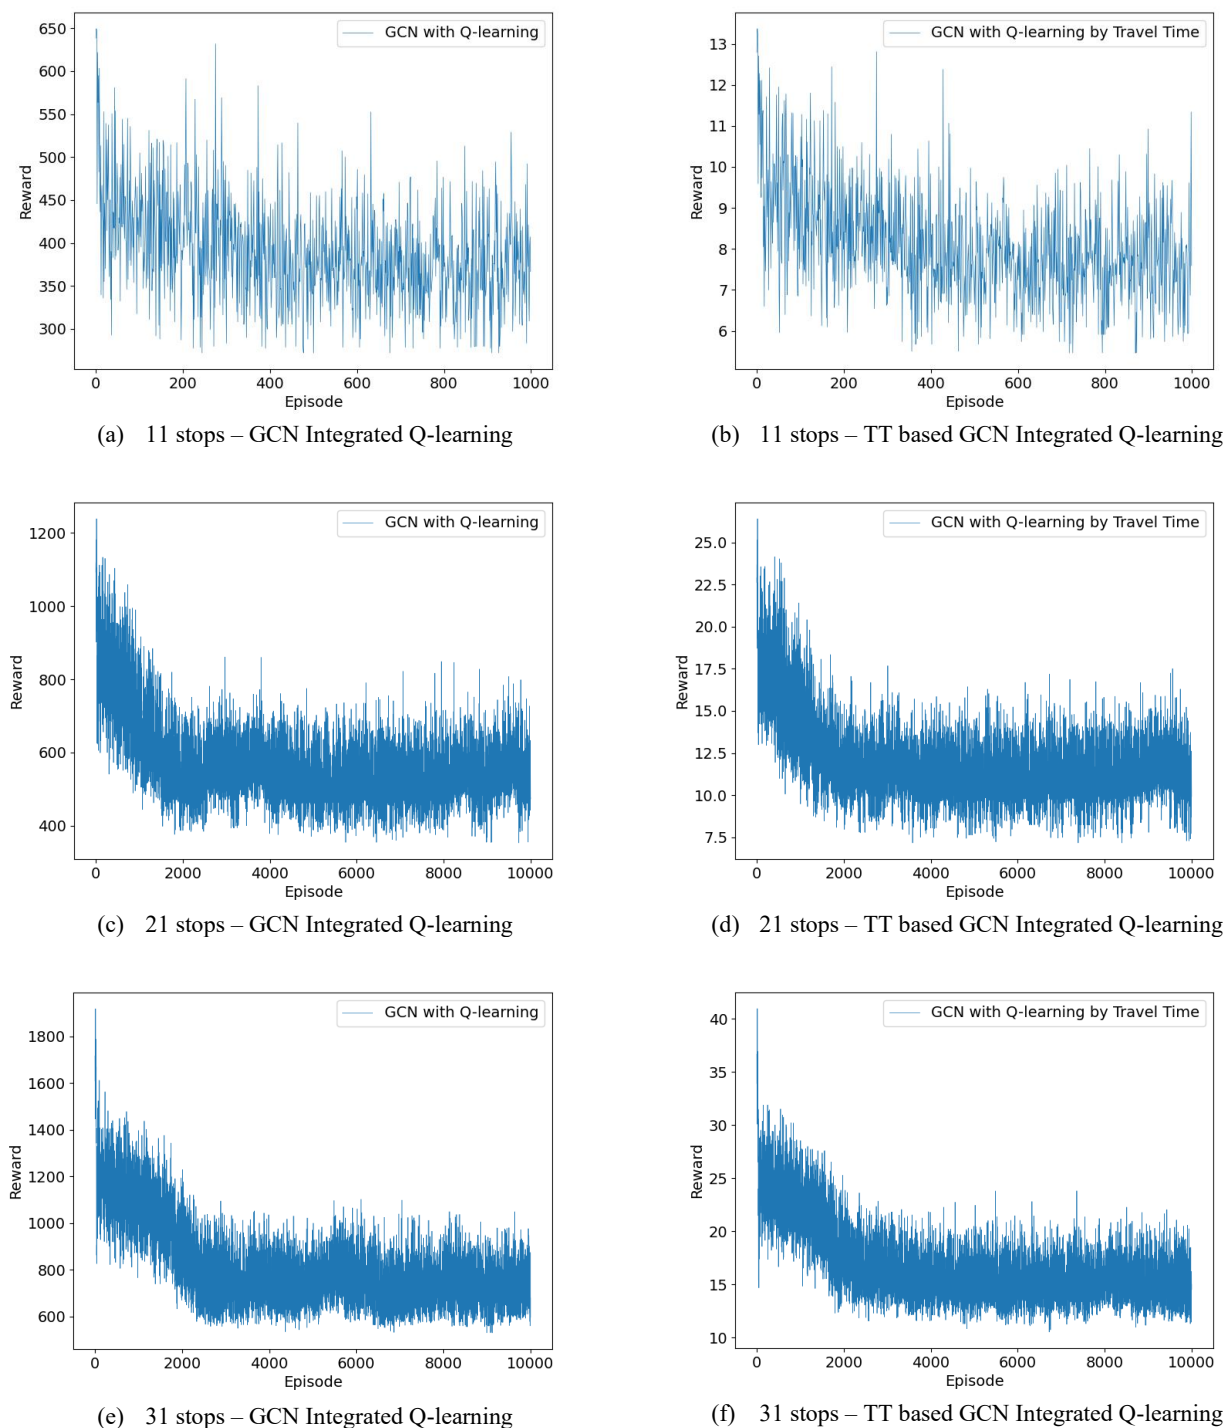 GCN with Q-learning
650
600
550
500
450
400
350
300
Reward
0 200 400 600 800 1000
Episode
(a) 11 stops – GCN Integrated Q-learning
GCN with Q-learning by Travel Time
13
12
11
10
9
8
7
6
Reward
0 200 400 600 800 1000
Episode
(b) 11 stops – TT based GCN Integrated Q-learning
GCN with Q-learning
1200
1000
800
600
400
Reward
0 2000 4000 6000 8000 10000
Episode
(c) 21 stops – GCN Integrated Q-learning
GCN with Q-learning by Travel Time
25.0
22.5
20.0
17.5
15.0
12.5
10.0
7.5
Reward
0 2000 4000 6000 8000 10000
Episode
(d) 21 stops – TT based GCN Integrated Q-learning
GCN with Q-learning
1800
1600
1400
1200
1000
800
600
Reward
0 2000 4000 6000 8000 10000
Episode
(e) 31 stops – GCN Integrated Q-learning
GCN with Q-learning by Travel Time
40
35
30
25
20
15
10
Reward
0 2000 4000 6000 8000 10000
Episode
(f) 31 stops – TT based GCN Integrated Q-learning